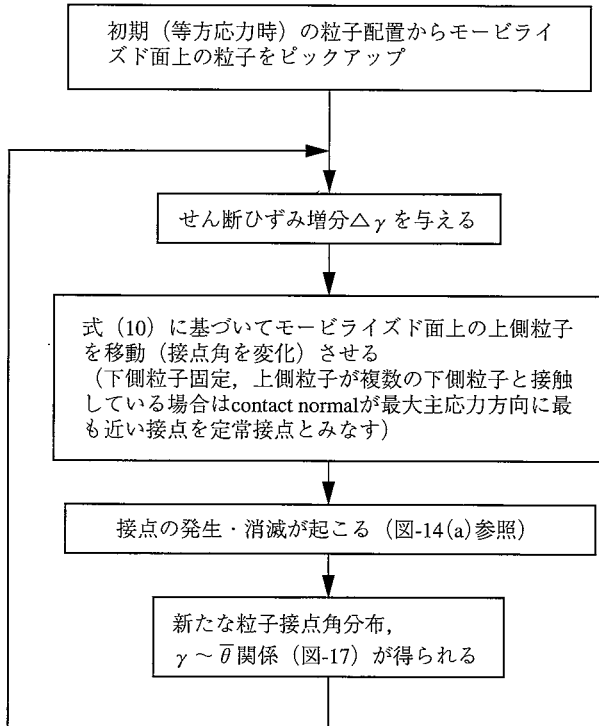 初期（等方応力時）の粒子配置からモービライ
ズド面上の粒子をピックアップ
せん断ひずみ増分△γを与える
式（10）に基づいてモービライズド面上の上側粒子
を移動（接点角を変化）させる
（下側粒子固定，上側粒子が複数の下側粒子と接触
している場合はcontact normalが最大主応力方向に最
も近い接点を定常接点とみなす）
接点の発生・消滅が起こる（図-14(a)参照）
新たな粒子接点角分布，
γ～θ̅関係（図-17）が得られる